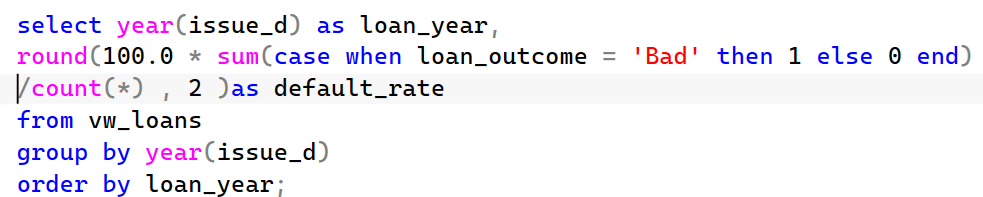 select year(issue_d) as loan_year,
round(100.0 * sum(case when loan_outcome = 'Bad' then 1 else 0 end)
/count(*) , 2 )as default_rate
from vw_loans
group by year(issue_d)
order by loan_year;